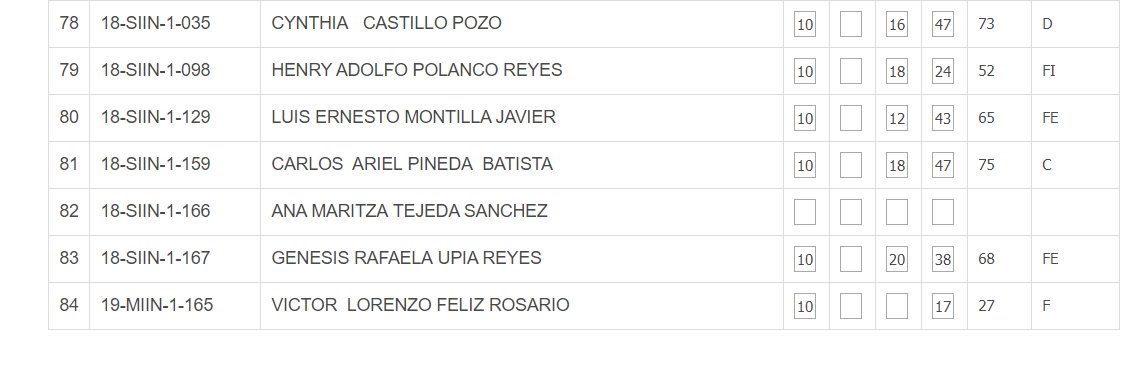 78 18-SIIN-1-035 CYNTHIA CASTILLO POZO 10 16 47 73 D
79 18-SIIN-1-098 HENRY ADOLFO POLANCO REYES 10 18 24 52 FI
80 18-SIIN-1-129 LUIS ERNESTO MONTILLA JAVIER 10 12 43 65 FE
81 18-SIIN-1-159 CARLOS ARIEL PINEDA BATISTA 10 18 47 75 C
82 18-SIIN-1-166 ANA MARITZA TEJEDA SANCHEZ
83 18-SIIN-1-167 GENESIS RAFAELA UPIA REYES 10 20 38 68 FE
84 19-MIIN-1-165 VICTOR LORENZO FELIZ ROSARIO 10 17 27 F